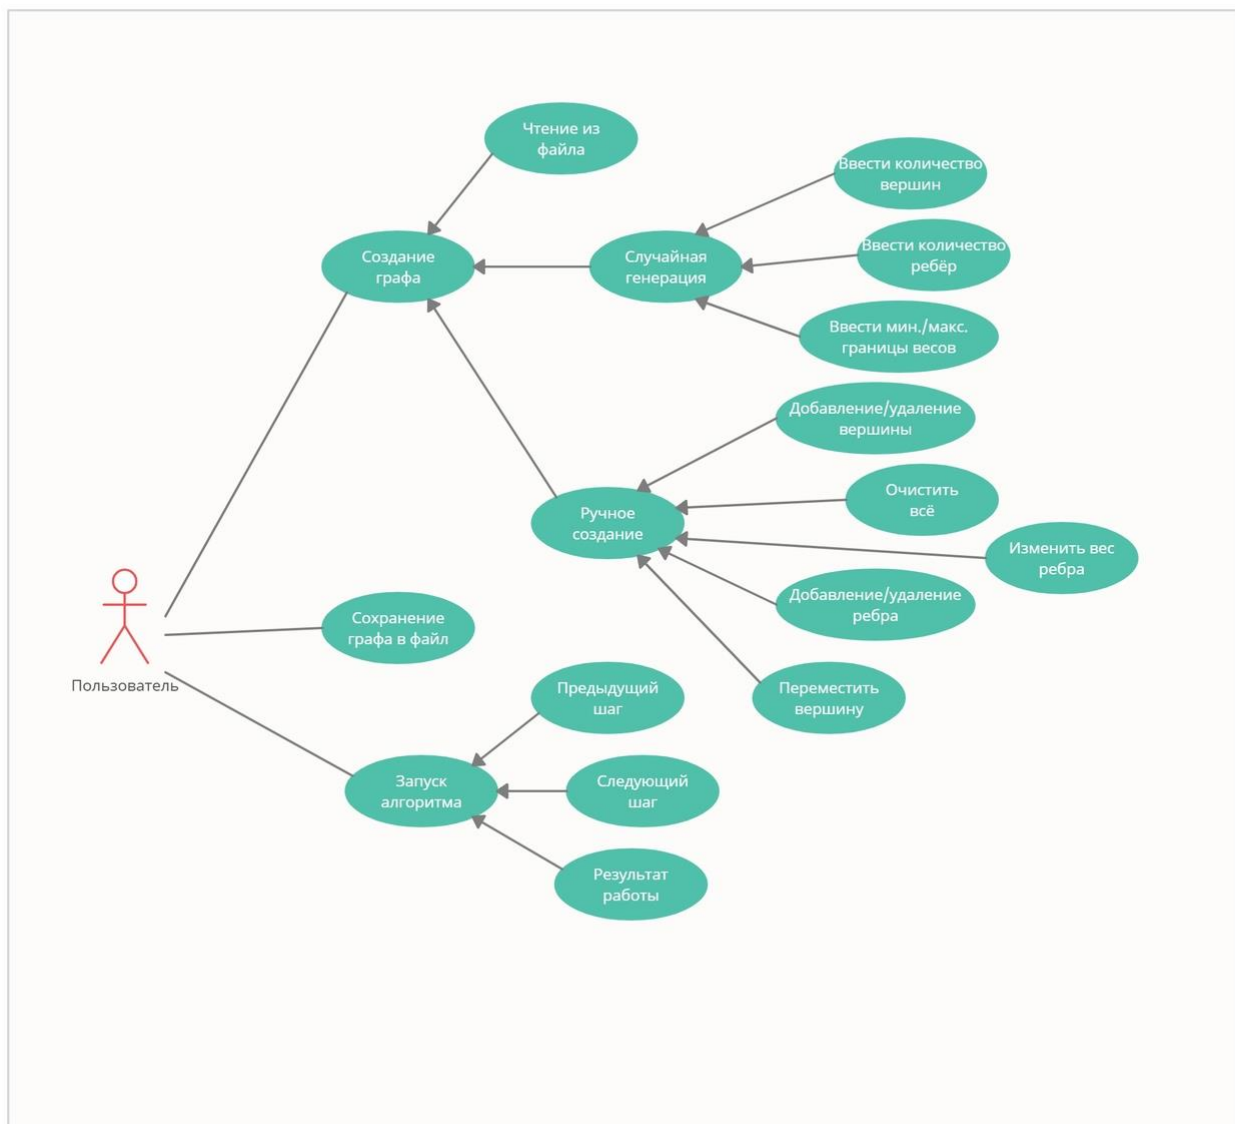 Чтение из
файла
Ввести количество
вершин
Создание
графа
Случайная
генерация
Ввести количество
ребёр
Ввести мин./макс.
границы весов
Добавление/удаление
вершины
Очистить
всё
Ручное
создание
Изменить вес
ребра
Добавление/удаление
ребра
Сохранение
графа в файл
Пользователь
Предыдущий
шаг
Переместить
вершину
Запуск
алгоритма
Следующий
шаг
Результат
работы